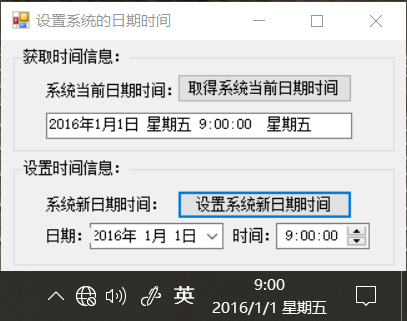 设置系统的日期时间
获取时间信息：
系统当前日期时间： 取得系统当前日期时间
2016年1月1日 星期五 9:00:00  星期五
设置时间信息：
系统新日期时间： 设置系统新日期时间
日期： 2016年 1月 1日 时间： 9:00:00
英 9:00
2016/1/1 星期五